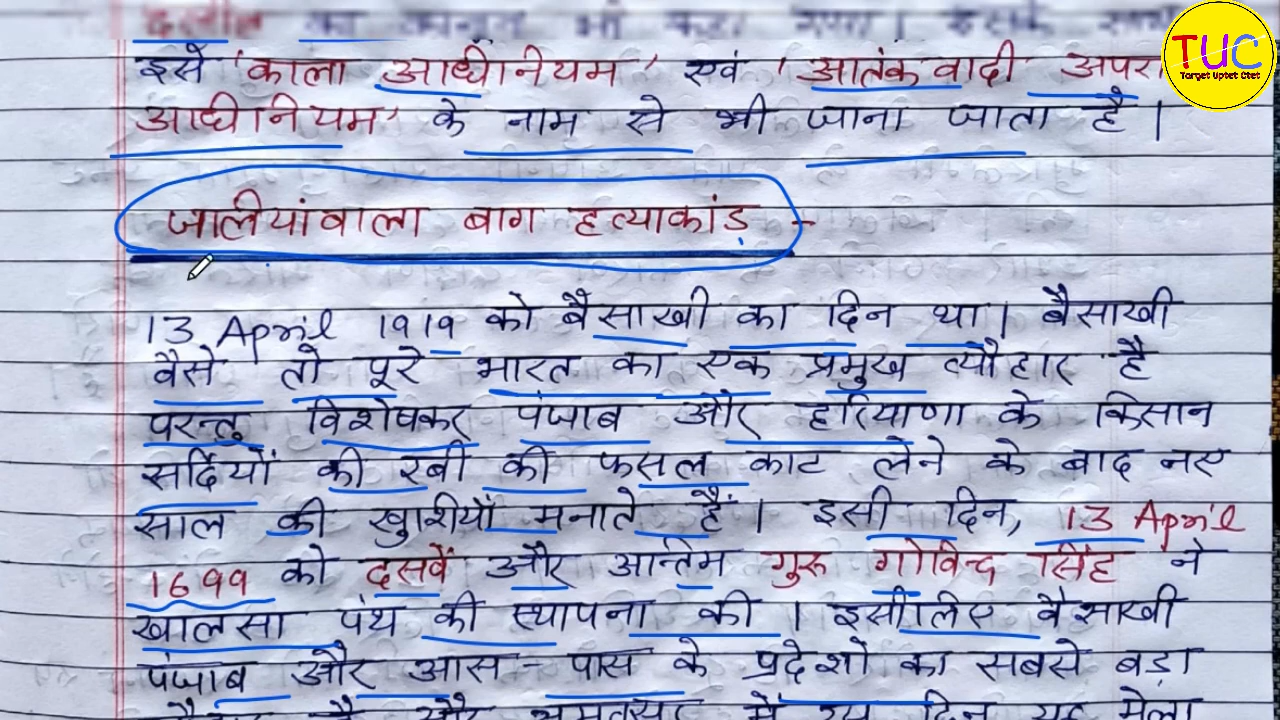 TUC
Target Uptet Ctet
इसे 'काला अधिनियम' एवं 'आतंकवादी
अधिनियम' के नाम से भी जाना जाता है।
जालियांवाला बाग हत्याकांड़ -
13 April 1919 को बैसाखी का दिन था। बैसाखी
वैसे तो पूरे भारत का एक प्रमुख त्यौहार है
परन्तु विशेषकर पंजाब और हरियाणा के किसान
सर्दियों की रबी की फसल काट लेने के बाद नए
साल की खुशियाँ मनाते हैं। इसी दिन, 13 April
1699 को दसवें और अन्तिम गुरु गोविन्द सिंह ने
खालसा पंथ की स्थापना की । इसीलिए वैसाखी
पंजाब और आस-पास के प्रदेशों का सबसे बड़ा